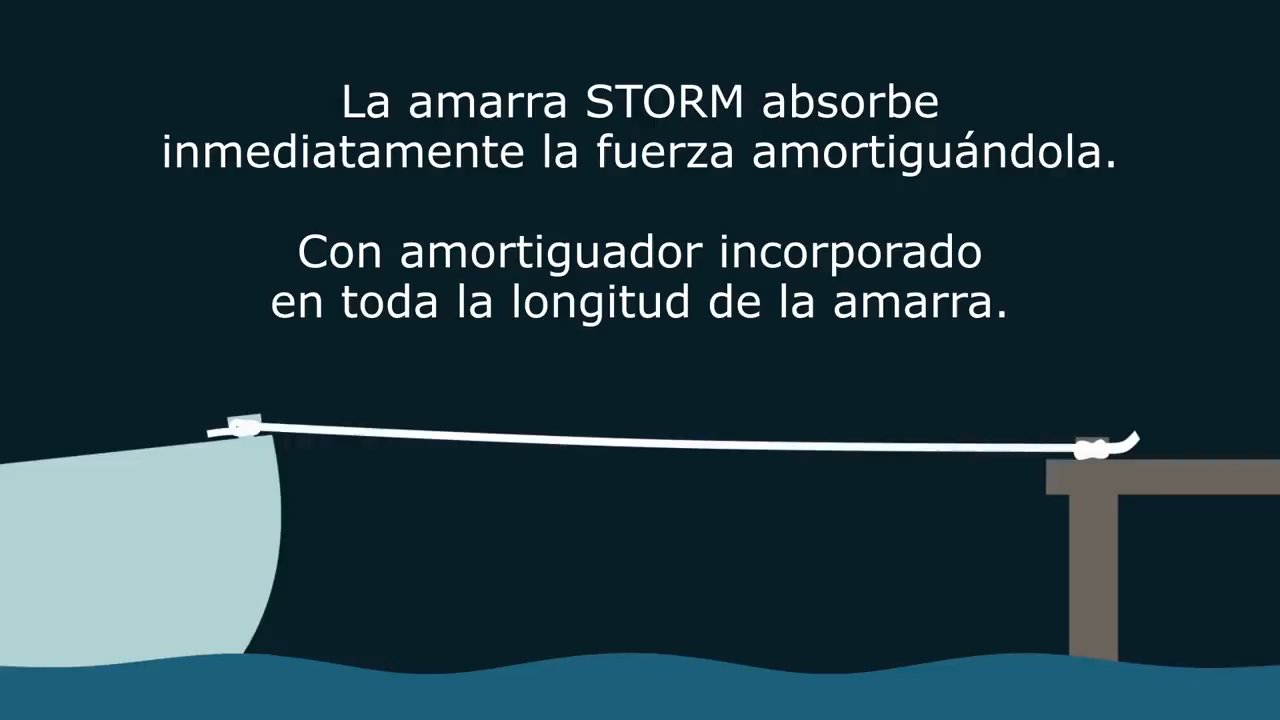 La amarra STORM absorbe
inmediatamente la fuerza amortiguándola.
Con amortiguador incorporado
en toda la longitud de la amarra.